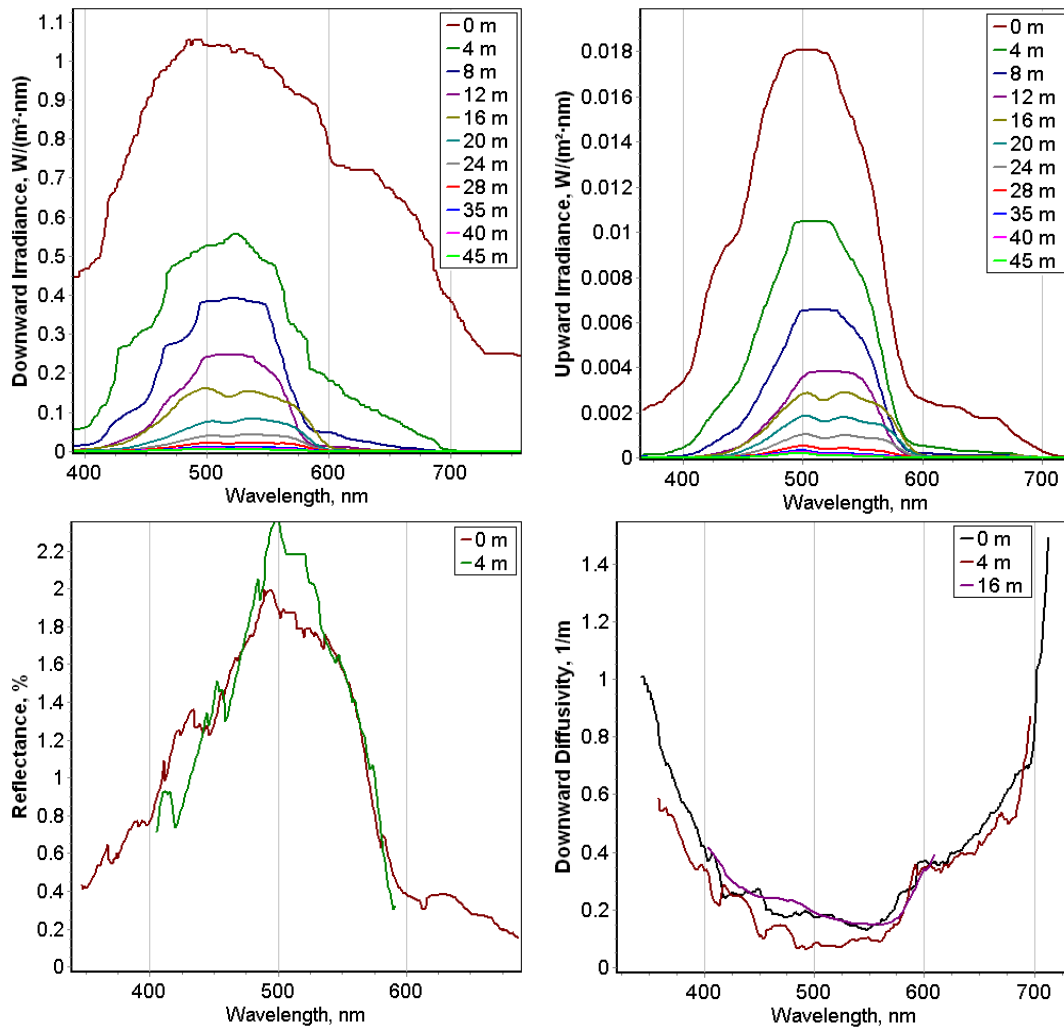 Downward Irradiance, W/(m²·nm)
1.1
1
0.9
0.8
0.7
0.6
0.5
0.4
0.3
0.2
0.1
0
400
500
600
700
Wavelength, nm
0 m
4 m
8 m
12 m
16 m
20 m
24 m
28 m
35 m
40 m
45 m
Upward Irradiance, W/(m²·nm)
0.018
0.016
0.014
0.012
0.01
0.008
0.006
0.004
0.002
0
400
500
600
700
Wavelength, nm
0 m
4 m
8 m
12 m
16 m
20 m
24 m
28 m
35 m
40 m
45 m
Reflectance, %
2.2
2
1.8
1.6
1.4
1.2
1
0.8
0.6
0.4
0.2
0
400
500
600
Wavelength, nm
0 m
4 m
Downward Diffusivity, 1/m
1.4
1.2
1
0.8
0.6
0.4
0.2
0
400
500
600
700
Wavelength, nm
0 m
4 m
16 m